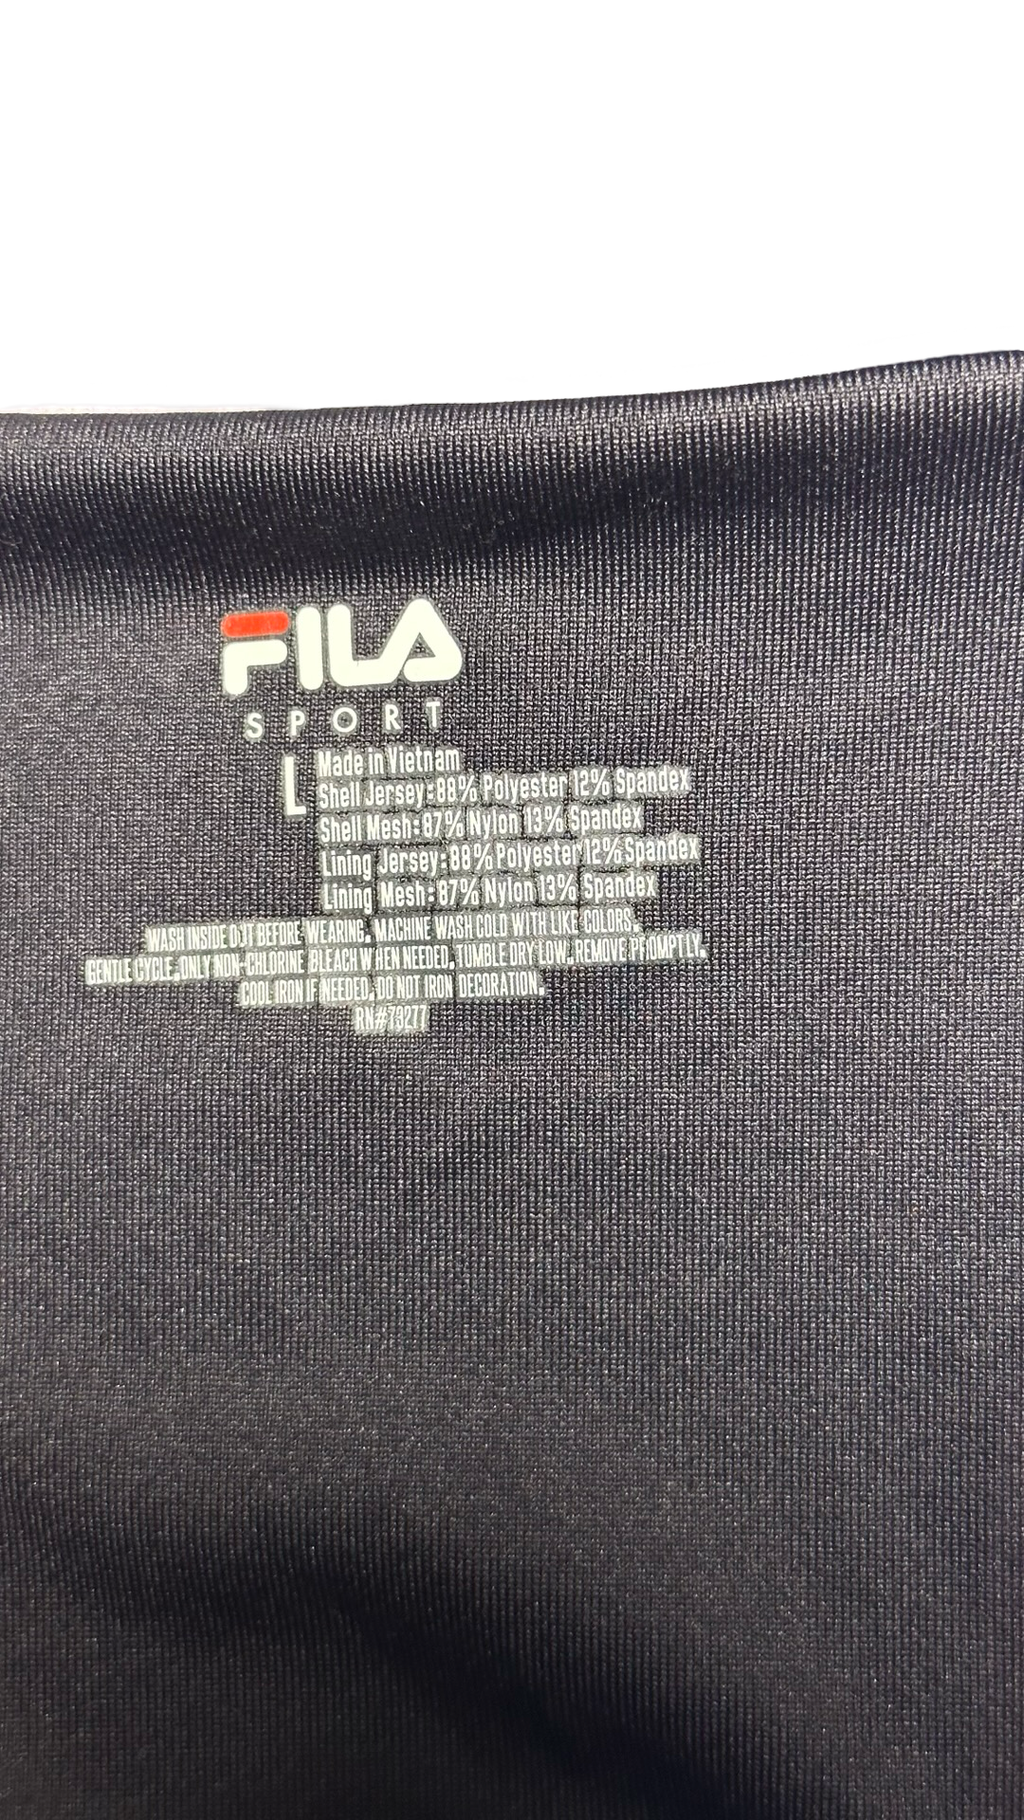 FILA
SPORT
L
Made in Vietnam
Shell Jersey:88% Polyester 12% Spandex
Shell Mesh:87% Nylon 13% Spandex
Lining Jersey:88% Polyester 12% Spandex
Lining Mesh:87% Nylon 13% Spandex
WASH INSIDE OUT BEFORE WEARING. MACHINE WASH COLD WITH LIKE COLORS.
GENTLE CYCLE.ONLY NON-CHLORINE BLEACH WHEN NEEDED. TUMBLE DRY LOW. REMOVE PROMPTLY.
COOL IRON IF NEEDED. DO NOT IRON DECORATION.
RN#79277